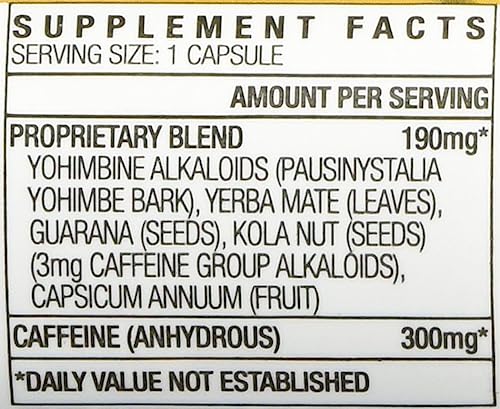 SUPPLEMENT FACTS
SERVING SIZE: 1 CAPSULE
AMOUNT PER SERVING
PROPRIETARY BLEND 190mg*
YOHIMBINE ALKALOIDS (PAUSINYSTALIA
YOHIMBE BARK), YERBA MATE (LEAVES),
GUARANA (SEEDS), KOLA NUT (SEEDS)
(3mg CAFFEINE GROUP ALKALOIDS),
CAPSICUM ANNUUM (FRUIT)
CAFFEINE (ANHYDROUS) 300mg*
*DAILY VALUE NOT ESTABLISHED